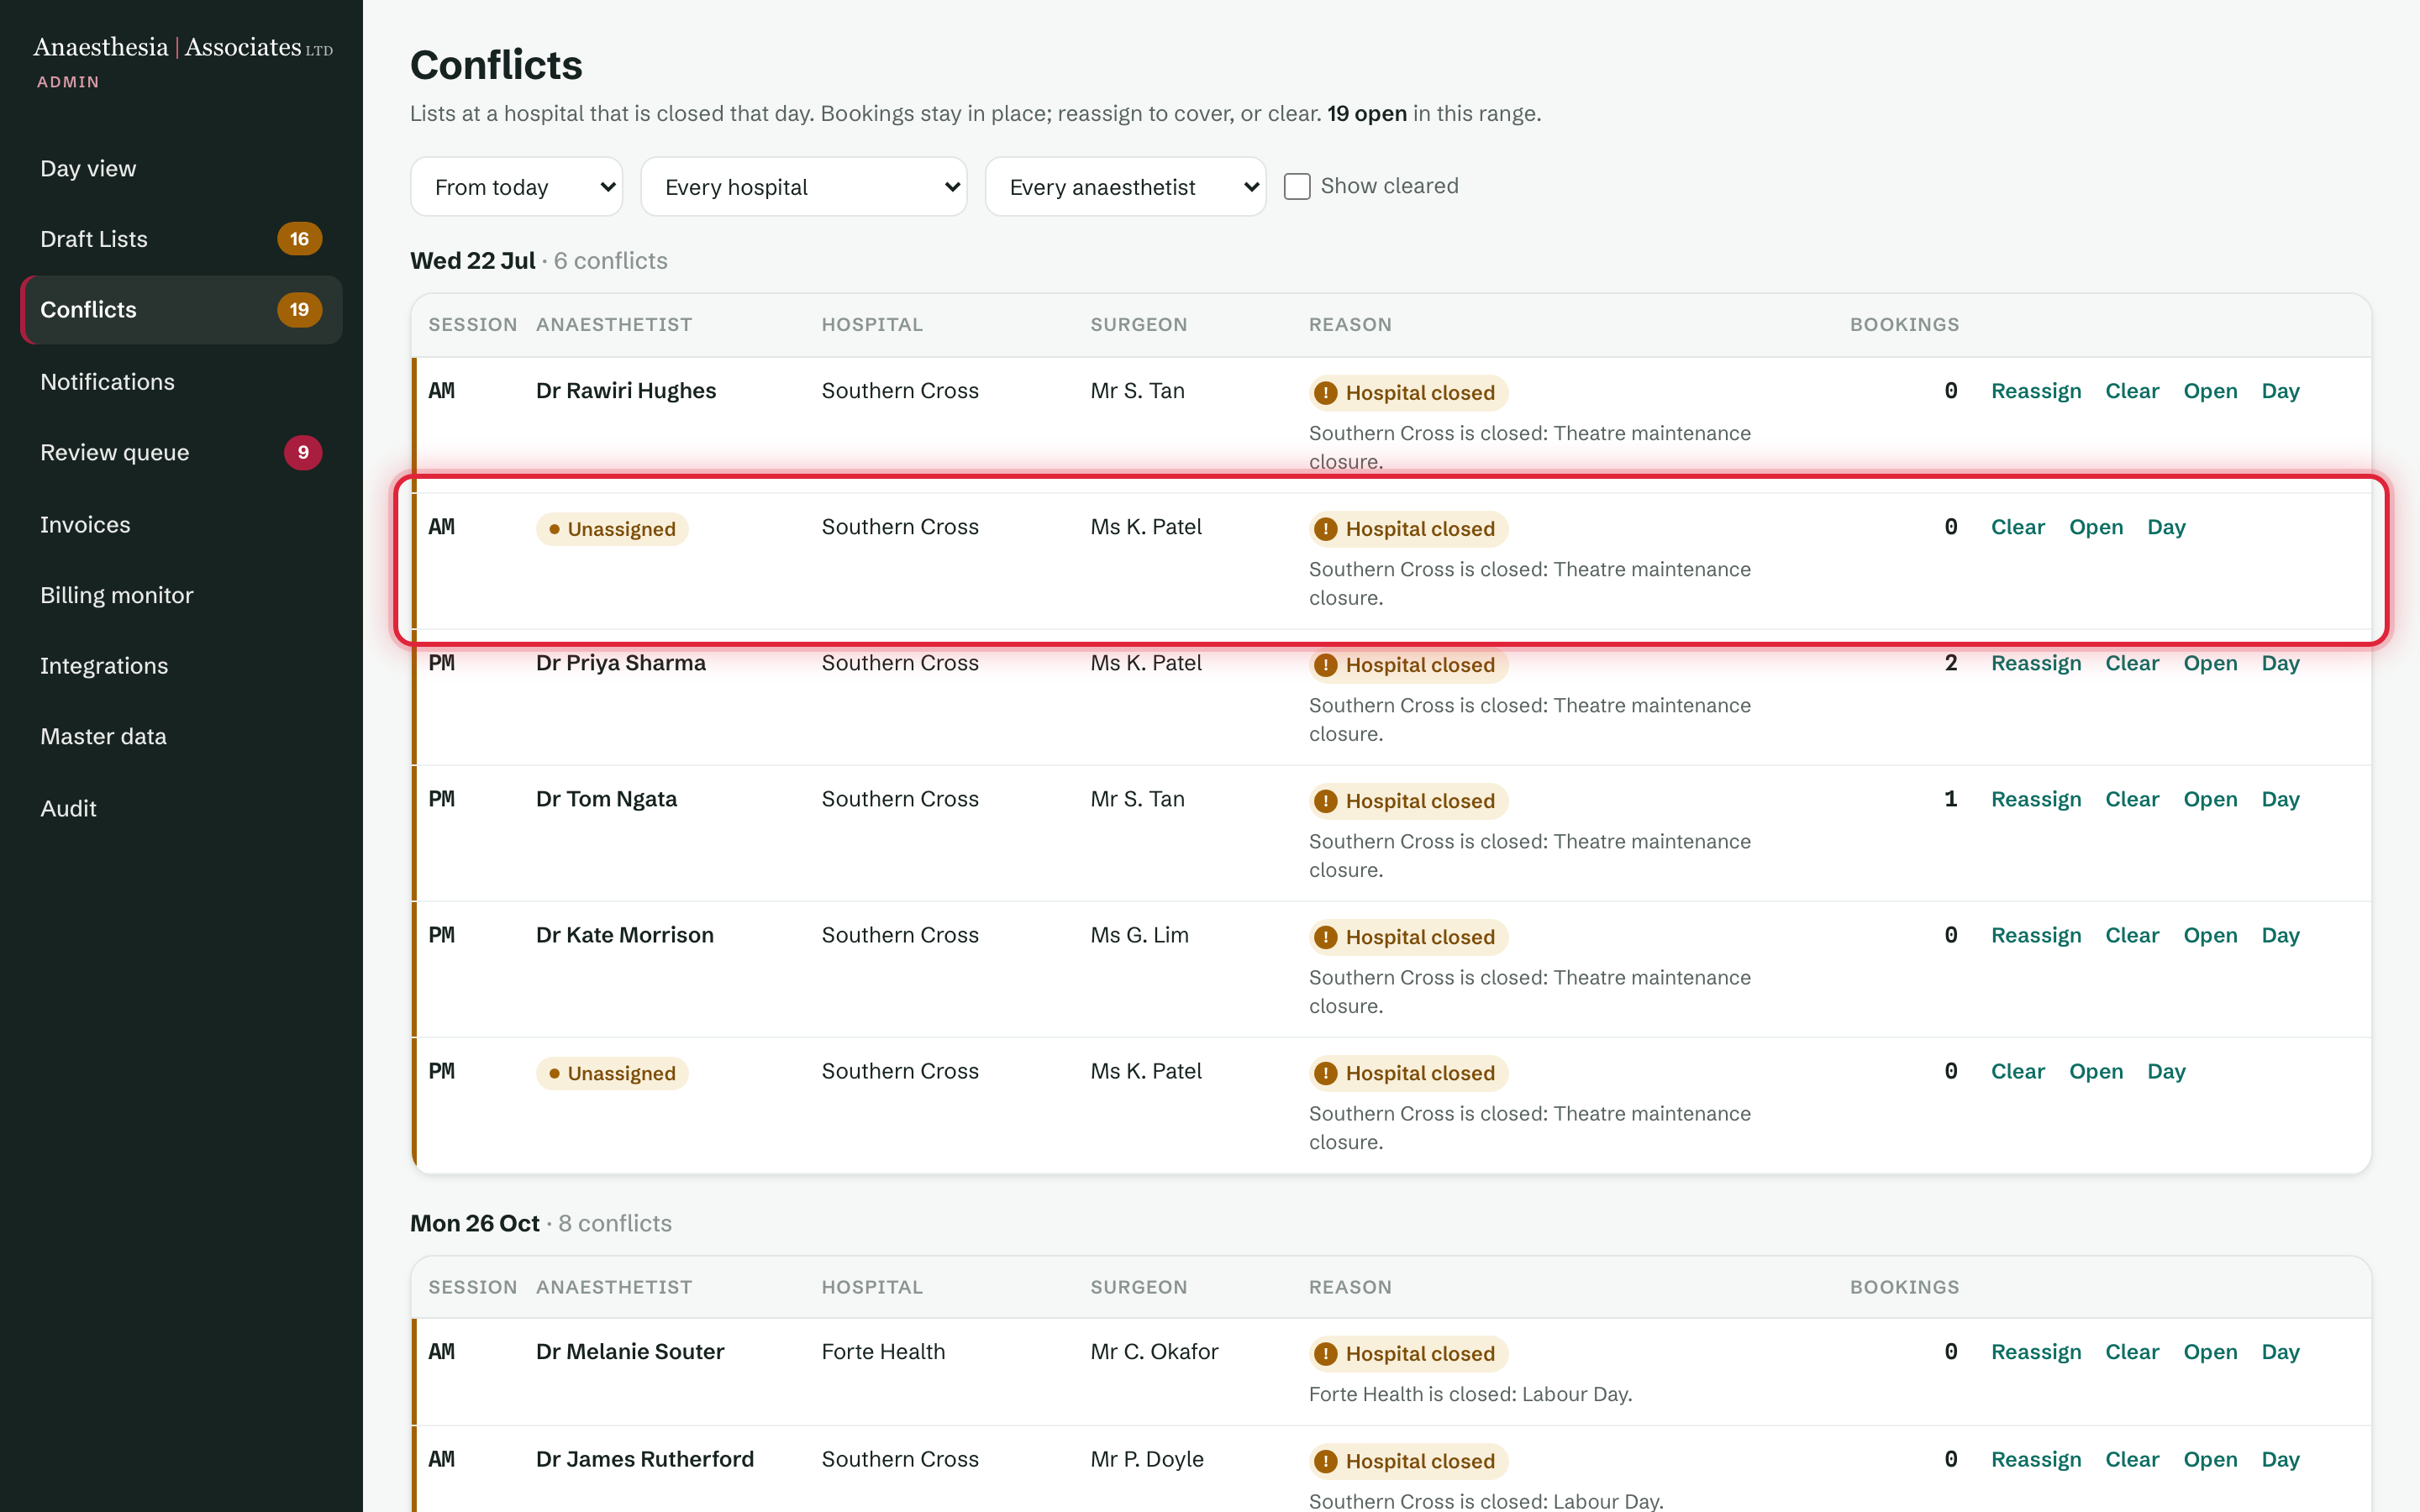 Anaesthesia | Associates LTD
ADMIN
Day view
Draft Lists 16
Conflicts 19
Notifications
Review queue 9
Invoices
Billing monitor
Integrations
Master data
Audit
Conflicts
Lists at a hospital that is closed that day. Bookings stay in place; reassign to cover, or clear. 19 open in this range.
From today Every hospital Every anaesthetist Show cleared
Wed 22 Jul · 6 conflicts
SESSION ANAESTHETIST HOSPITAL SURGEON REASON BOOKINGS
AM Dr Rawiri Hughes Southern Cross Mr S. Tan ! Hospital closed 0 Reassign Clear Open Day
Southern Cross is closed: Theatre maintenance
closure.
AM Unassigned Southern Cross Ms K. Patel ! Hospital closed 0 Clear Open Day
Southern Cross is closed: Theatre maintenance
closure.
PM Dr Priya Sharma Southern Cross Ms K. Patel ! Hospital closed 2 Reassign Clear Open Day
Southern Cross is closed: Theatre maintenance
closure.
PM Dr Tom Ngata Southern Cross Mr S. Tan ! Hospital closed 1 Reassign Clear Open Day
Southern Cross is closed: Theatre maintenance
closure.
PM Dr Kate Morrison Southern Cross Ms G. Lim ! Hospital closed 0 Reassign Clear Open Day
Southern Cross is closed: Theatre maintenance
closure.
PM Unassigned Southern Cross Ms K. Patel ! Hospital closed 0 Clear Open Day
Southern Cross is closed: Theatre maintenance
closure.
Mon 26 Oct · 8 conflicts
SESSION ANAESTHETIST HOSPITAL SURGEON REASON BOOKINGS
AM Dr Melanie Souter Forte Health Mr C. Okafor ! Hospital closed 0 Reassign Clear Open Day
Forte Health is closed: Labour Day.
AM Dr James Rutherford Southern Cross Mr P. Doyle ! Hospital closed 0 Reassign Clear Open Day
Southern Cross is closed: Labour Day.